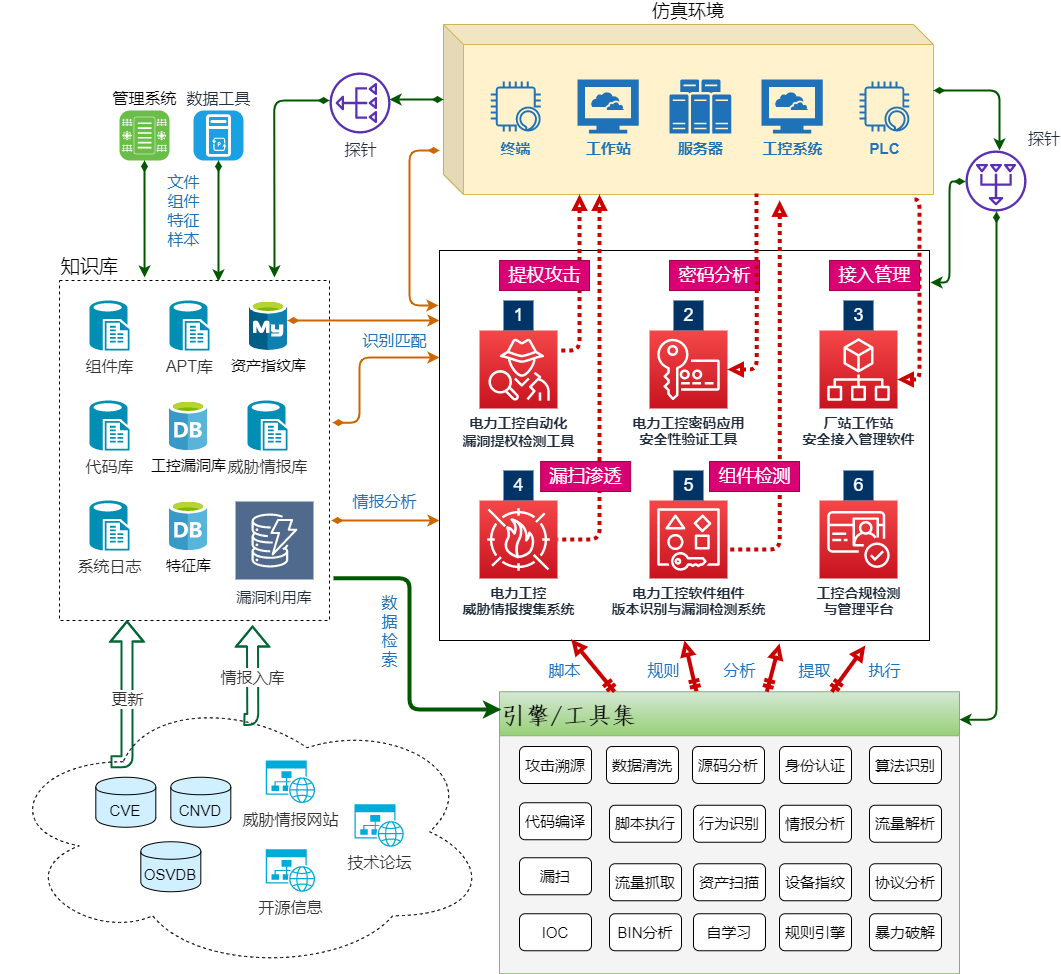 仿真环境
终端
工作站
服务器
工控系统
PLC
管理系统
数据工具
探针
探针
文件
组件
特征
样本
知识库
组件库
APT库
My
资产指纹库
代码库
DB
工控漏洞库
威胁情报库
系统日志
DB
特征库
漏洞利用库
识别匹配
情报分析
数据检索
提权攻击
密码分析
接入管理
1
电力工控自动化
漏洞提权检测工具
2
电力工控密码应用
安全性验证工具
3
厂站工作站
安全接入管理软件
漏扫渗透
组件检测
4
电力工控
威胁情报搜集系统
5
电力工控软件组件
版本识别与漏洞检测系统
6
工控合规检测
与管理平台
脚本
规则
分析
提取
执行
更新
情报入库
CVE
CNVD
OSVDB
威胁情报网站
技术论坛
开源信息
引擎/工具集
攻击溯源
数据清洗
源码分析
身份认证
算法识别
代码编译
脚本执行
行为识别
情报分析
流量解析
漏扫
流量抓取
资产扫描
设备指纹
协议分析
IOC
BIN分析
自学习
规则引擎
暴力破解